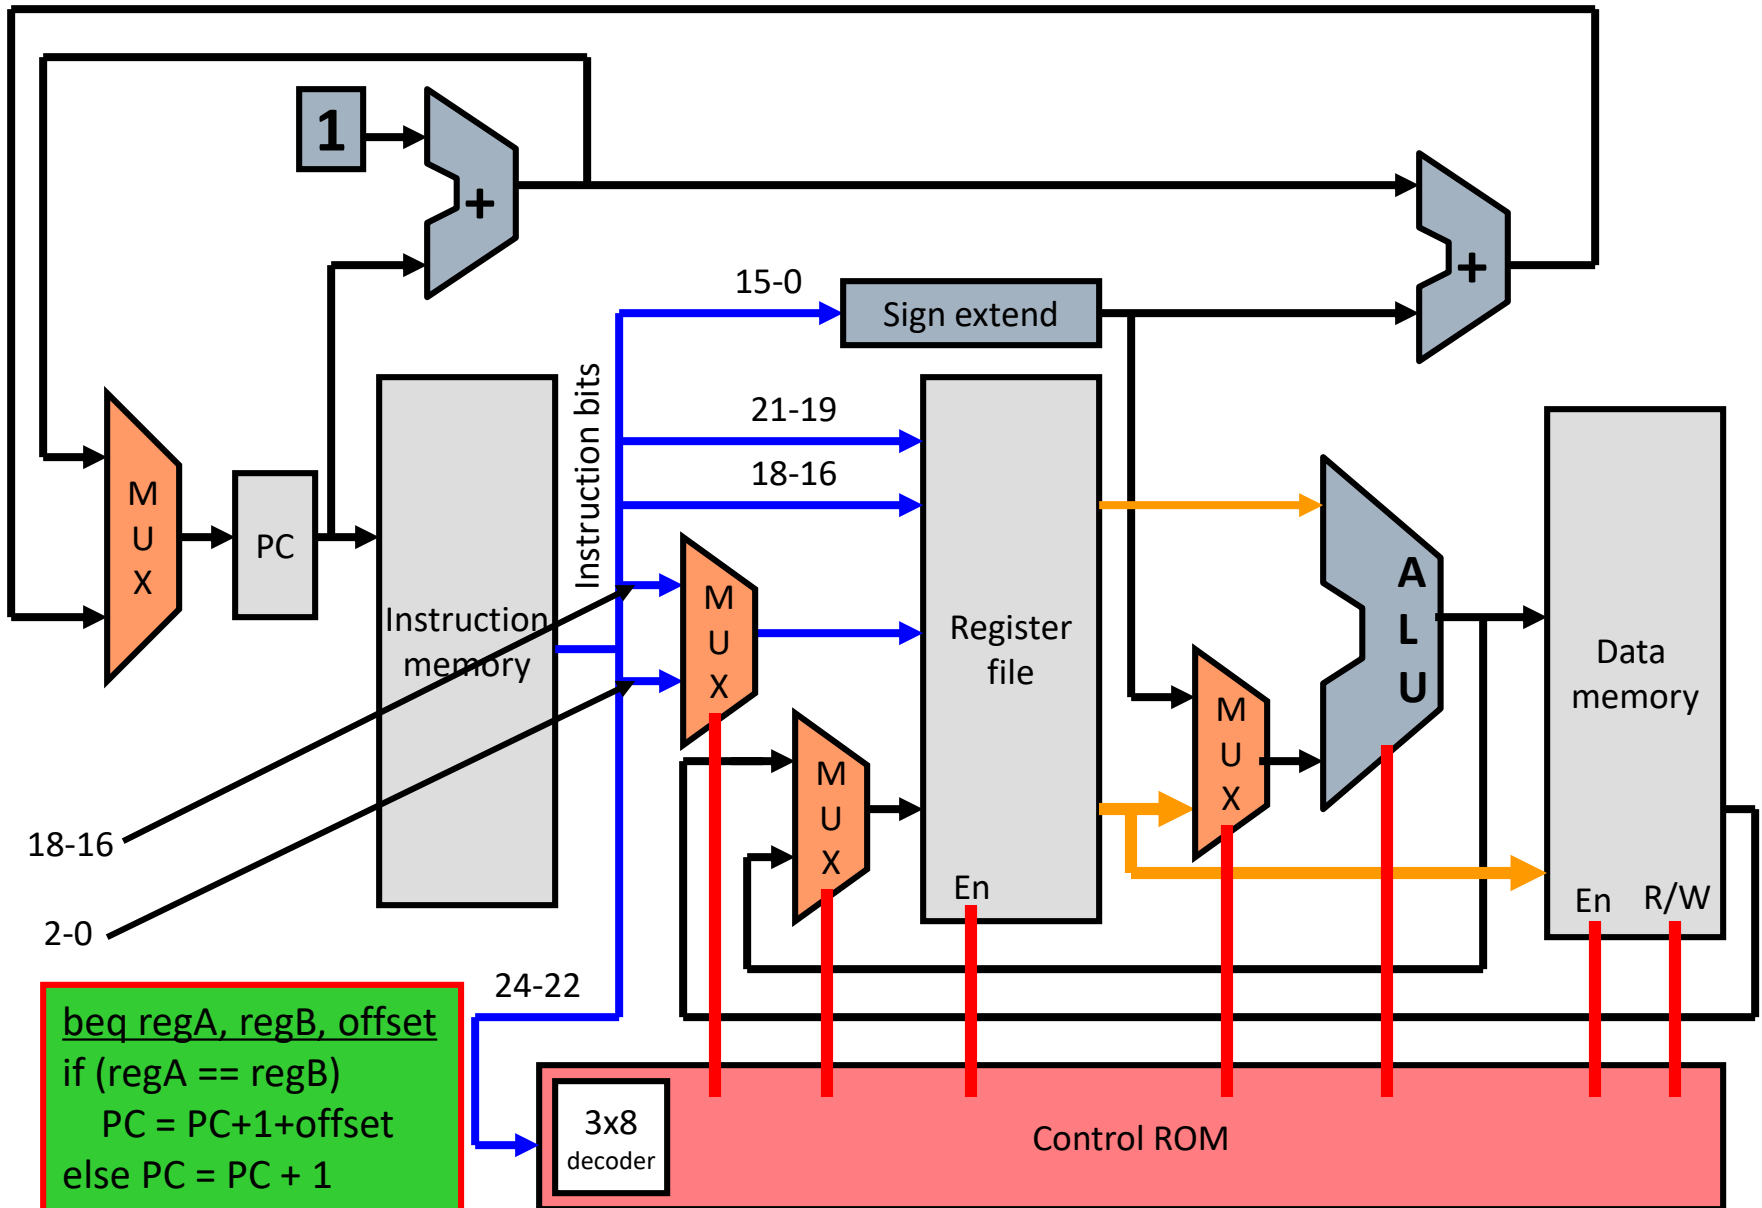 1
+
+
15-0
Sign extend
Instruction bits
21-19
18-16
M
U
X
PC
Instruction
memory
M
U
X
Register
file
A
L
U
Data
memory
M
U
X
M
U
X
18-16
2-0
En
En
R/W
24-22
beq regA, regB, offset
if (regA == regB)
PC = PC+1+offset
else PC = PC + 1
3x8
decoder
Control ROM